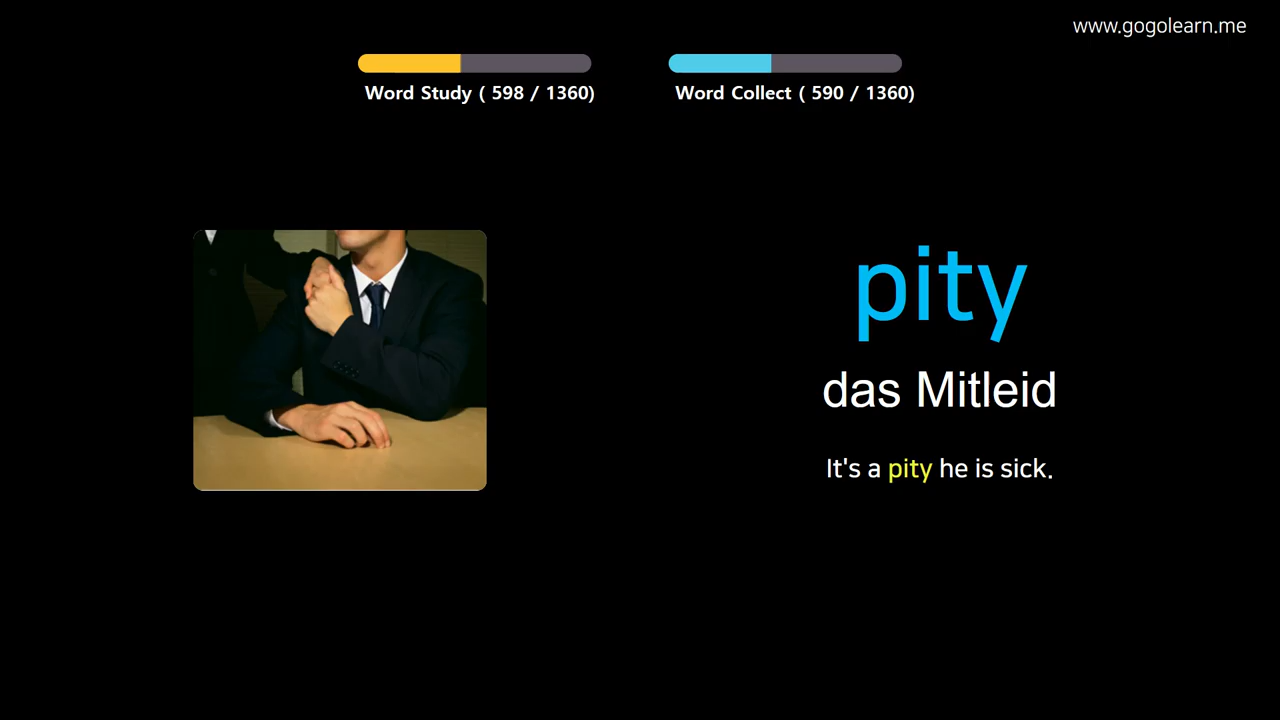 www.gogolearn.me
Word Study ( 598 / 1360)
Word Collect ( 590 / 1360)
pity
das Mitleid
It's a pity he is sick.